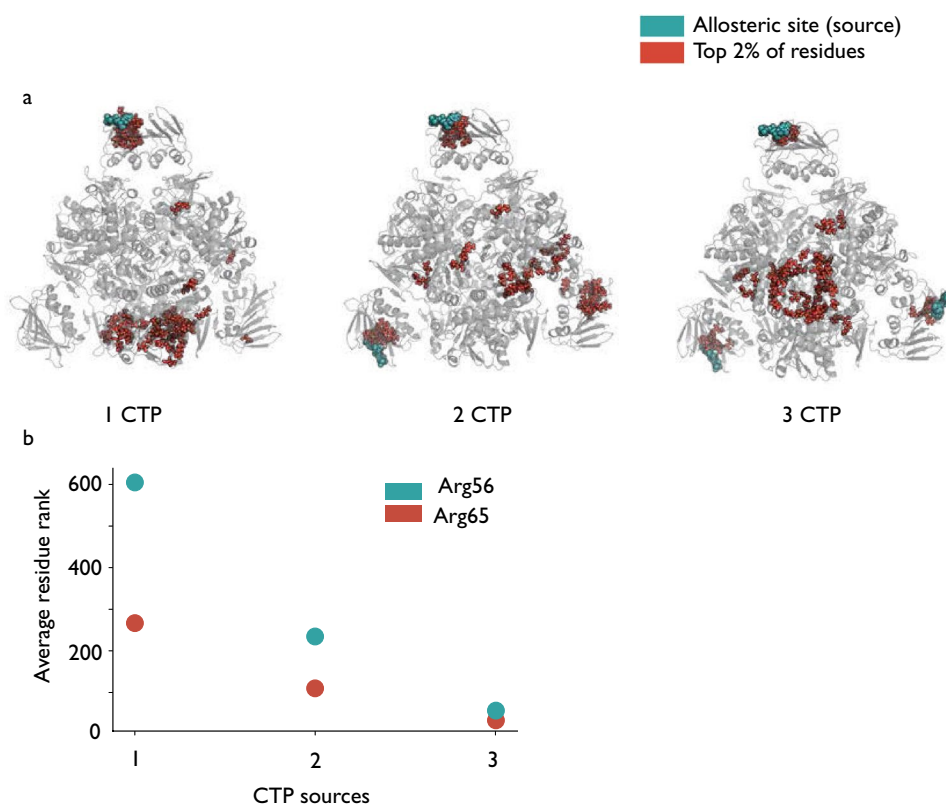 Allosteric site (source)
Top 2% of residues
a
1 CTP
2 CTP
3 CTP
b
600
400
200
0
Average residue rank
Arg56
Arg65
1
2
3
CTP sources